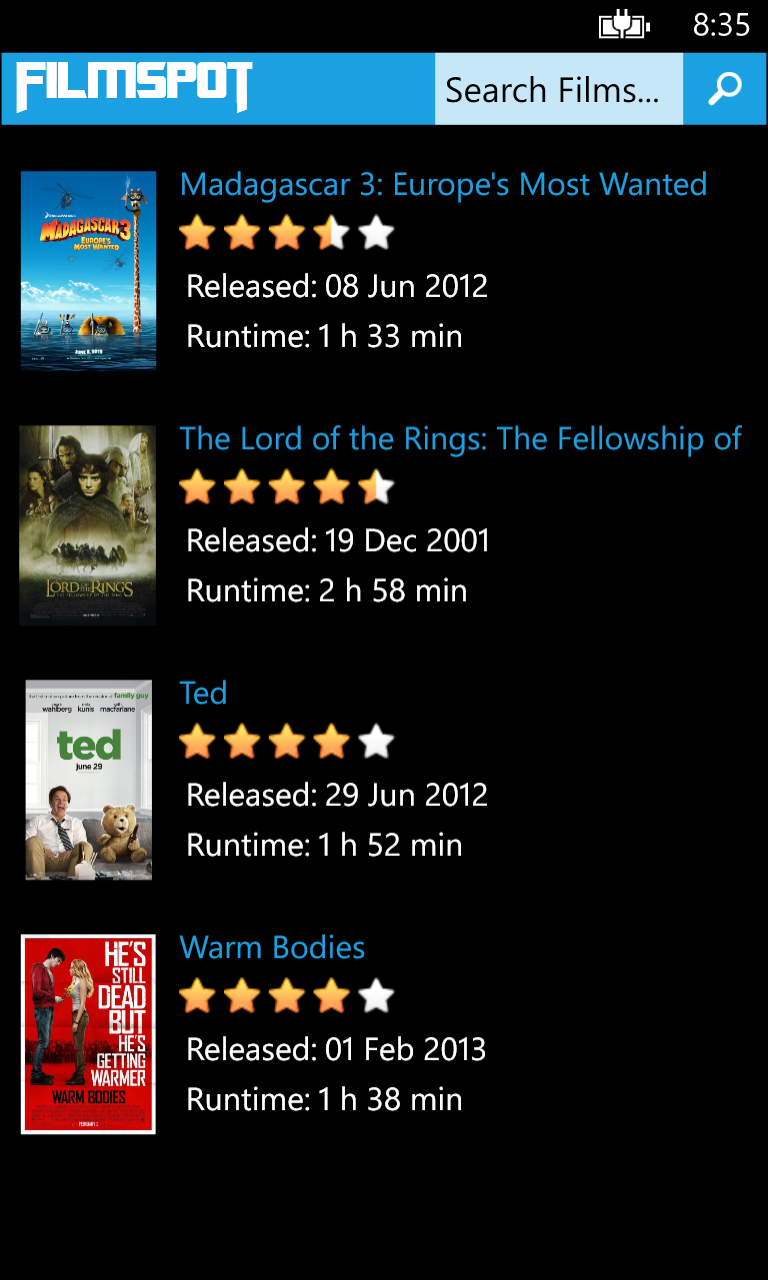 8:35
FILMSPOT
Search Films...
Madagascar 3: Europe's Most Wanted
MADAGASCAR 3
EUROPE'S
MOST WANTED
JUNE 8, 2012
Released: 08 Jun 2012
Runtime: 1 h 33 min
The Lord of the Rings: The Fellowship of
THE LORD OF THE RINGS
Released: 19 Dec 2001
Runtime: 2 h 58 min
Ted
family guy
wahlberg kunis macfarlane
ted
june 29
Released: 29 Jun 2012
Runtime: 1 h 52 min
Warm Bodies
HE'S
STILL
DEAD
BUT
HE'S
GETTING
WARMER
WARM BODIES
Released: 01 Feb 2013
Runtime: 1 h 38 min